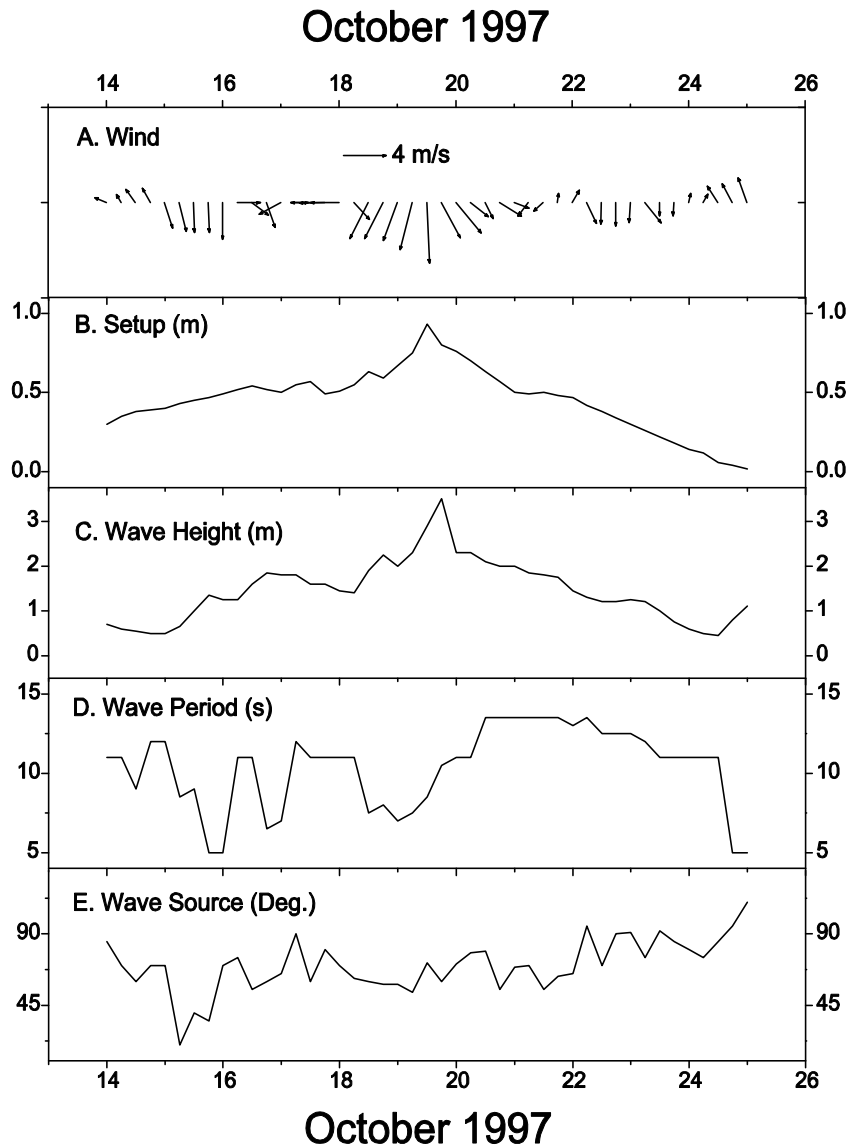 October 1997
14 16 18 20 22 24 26
A. Wind
4 m/s
B. Setup (m)
1.0 1.0
0.5 0.5
0.0 0.0
C. Wave Height (m)
3 3
2 2
1 1
0 0
D. Wave Period (s)
15 15
10 10
5 5
E. Wave Source (Deg.)
90 90
45 45
14 16 18 20 22 24 26
October 1997